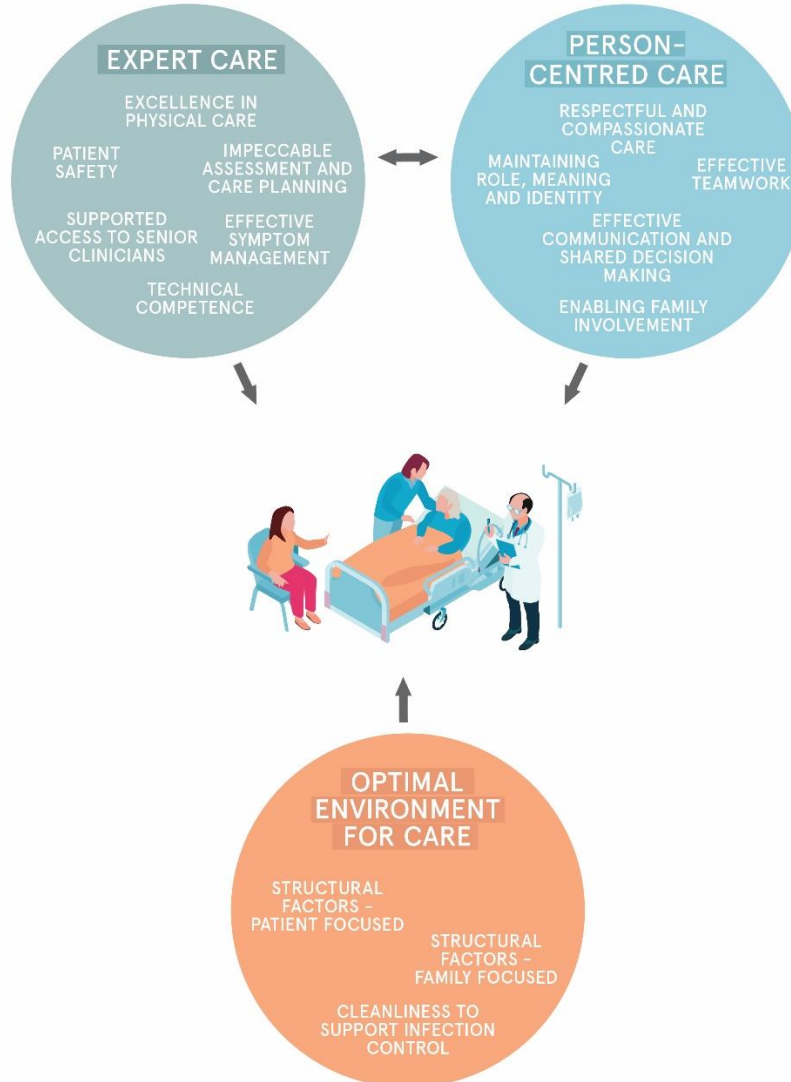 EXPERT CARE
EXCELLENCE IN
PHYSICAL CARE
PATIENT
SAFETY
IMPECCABLE
ASSESSMENT AND
CARE PLANNING
SUPPORTED
ACCESS TO SENIOR
CLINICIANS
EFFECTIVE
SYMPTOM
MANAGEMENT
TECHNICAL
COMPETENCE
PERSON-
CENTRED CARE
RESPECTFUL AND
COMPASSIONATE
CARE
MAINTAINING
ROLE, MEANING
AND IDENTITY
EFFECTIVE
TEAMWORK
EFFECTIVE
COMMUNICATION AND
SHARED DECISION
MAKING
ENABLING FAMILY
INVOLVEMENT
OPTIMAL
ENVIRONMENT
FOR CARE
STRUCTURAL
FACTORS –
PATIENT FOCUSED
STRUCTURAL
FACTORS –
FAMILY FOCUSED
CLEANLINESS TO
SUPPORT INFECTION
CONTROL